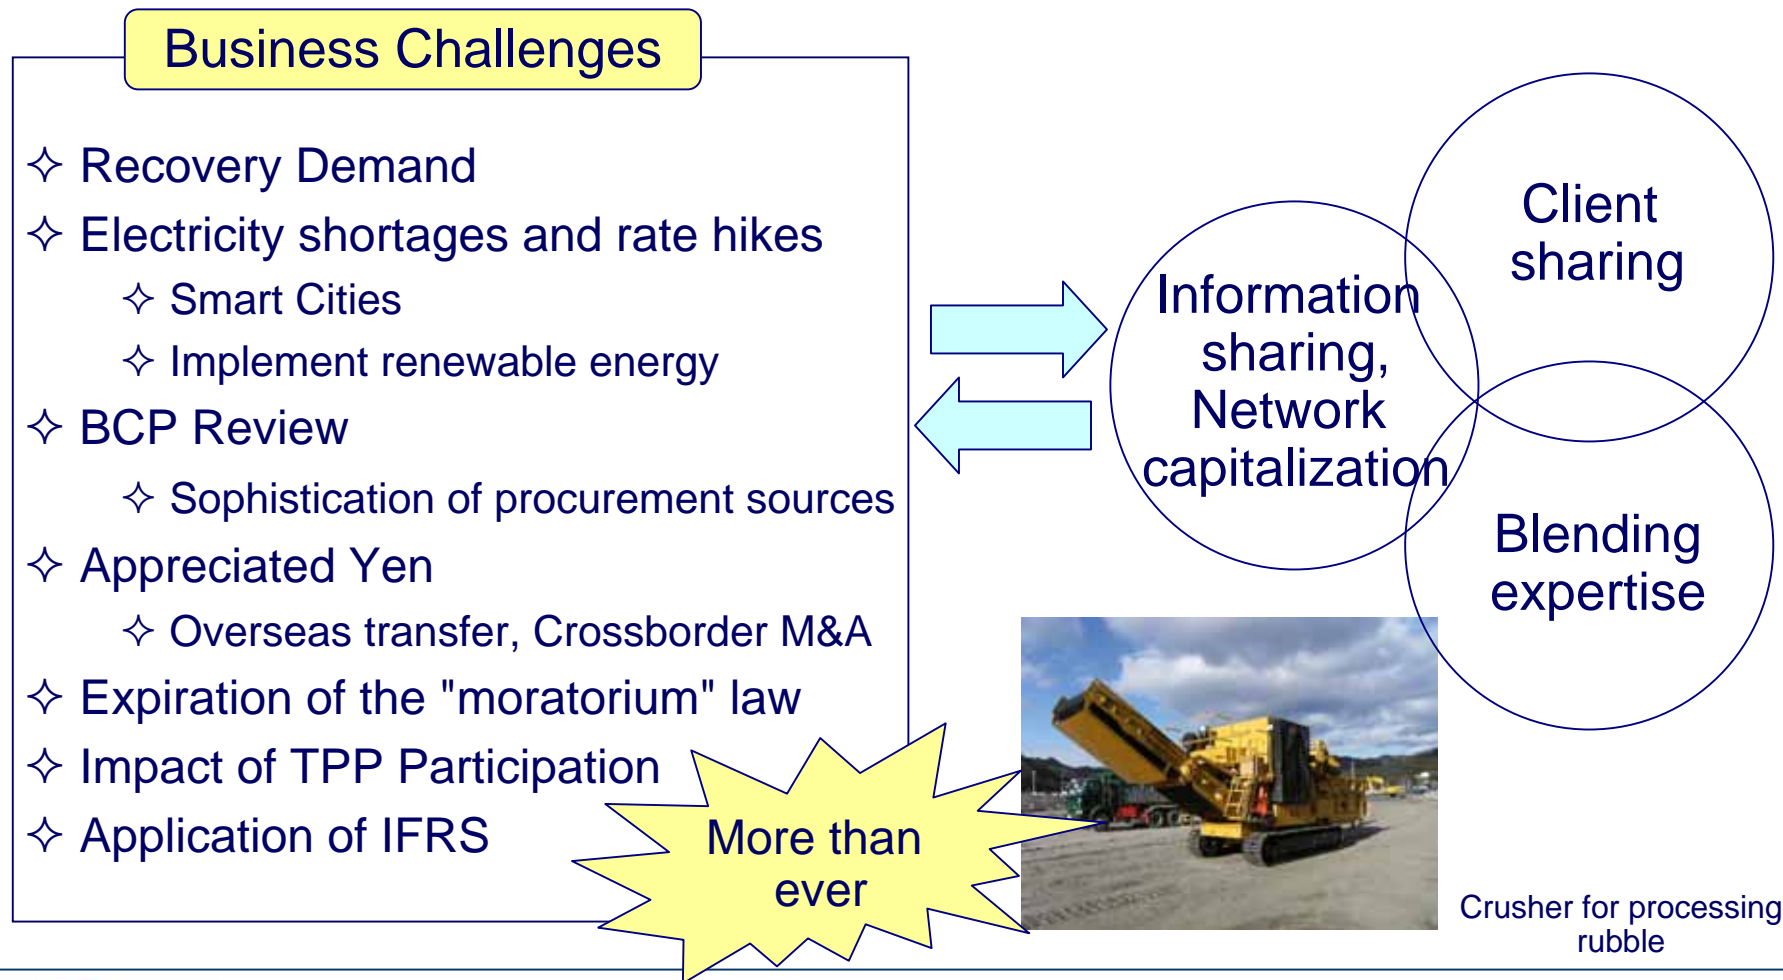 Business Challenges
Recovery Demand
Electricity shortages and rate hikes
Smart Cities
Implement renewable energy
BCP Review
Sophistication of procurement sources
Appreciated Yen
Overseas transfer, Crossborder M&A
Expiration of the "moratorium" law
Impact of TPP Participation
Application of IFRS
More than
ever
Information
sharing,
Network
capitalization
Client
sharing
Blending
expertise
Crusher for processing
rubble